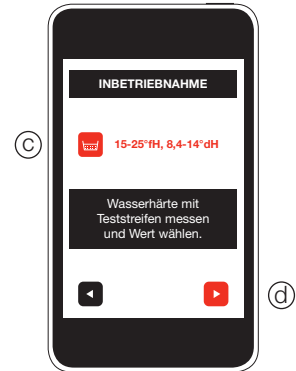 INBETRIEBNAHME
ⓒ 15-25°fH, 8,4-14°dH
Wasserhärte mit
Teststreifen messen
und Wert wählen.
ⓓ